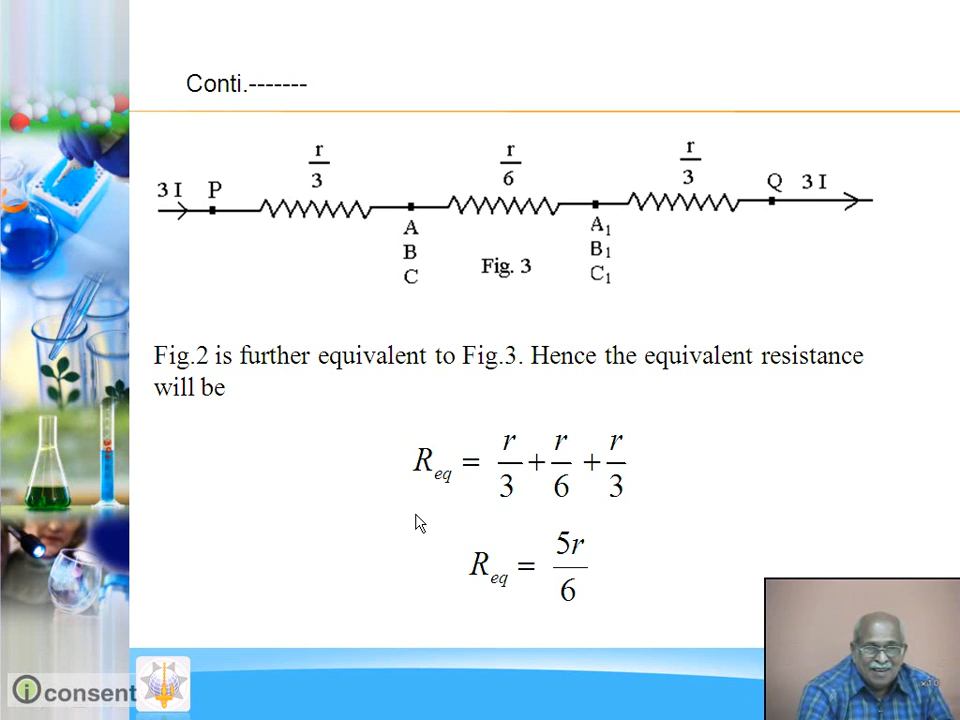 Conti.-------
r/3 r/6 r/3
3 I P Q 3 I
A A₁
B B₁
C C₁
Fig. 3
Fig.2 is further equivalent to Fig.3. Hence the equivalent resistance
will be
R_eq = r/3 + r/6 + r/3
R_eq = 5r/6
i consent